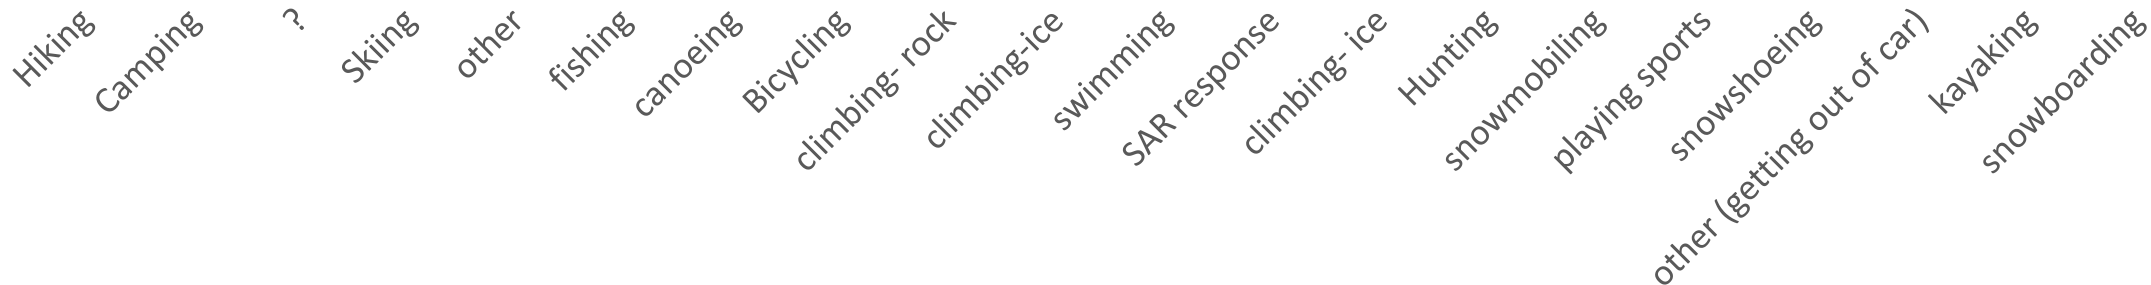 Hiking
Camping
?
Skiing
other
fishing
canoeing
Bicycling
climbing- rock
climbing-ice
swimming
SAR response
climbing- ice
Hunting
snowmobiling
playing sports
snowshoeing
other (getting out of car)
kayaking
snowboarding